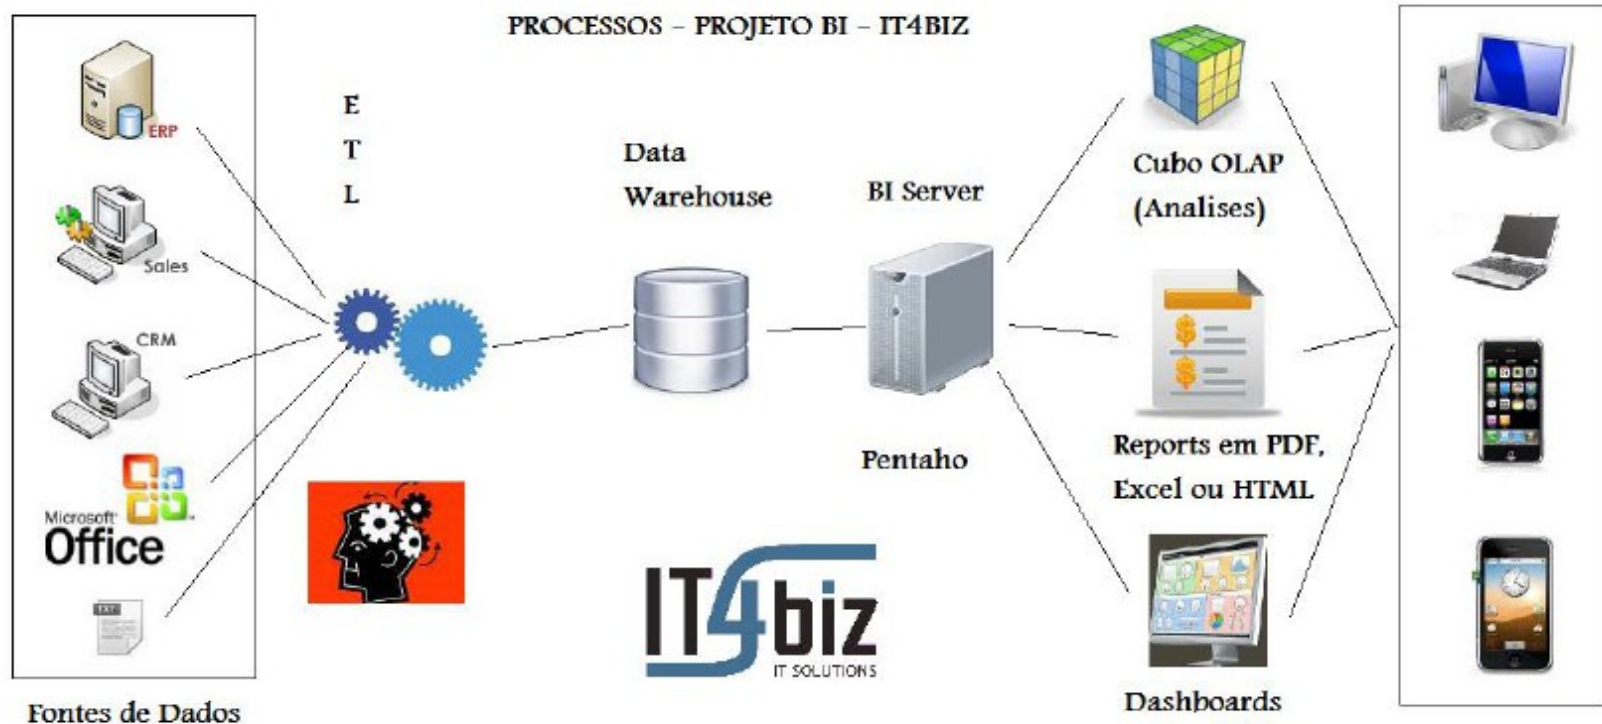 PROCESSOS – PROJETO BI – IT4BIZ
ERP
Sales
CRM
Microsoft
Office
TXT
Fontes de Dados
E
T
L
Data
Warehouse
BI Server
Pentaho
IT4biz
IT SOLUTIONS
Cubo OLAP
(Analises)
Reports em PDF,
Excel ou HTML
Dashboards